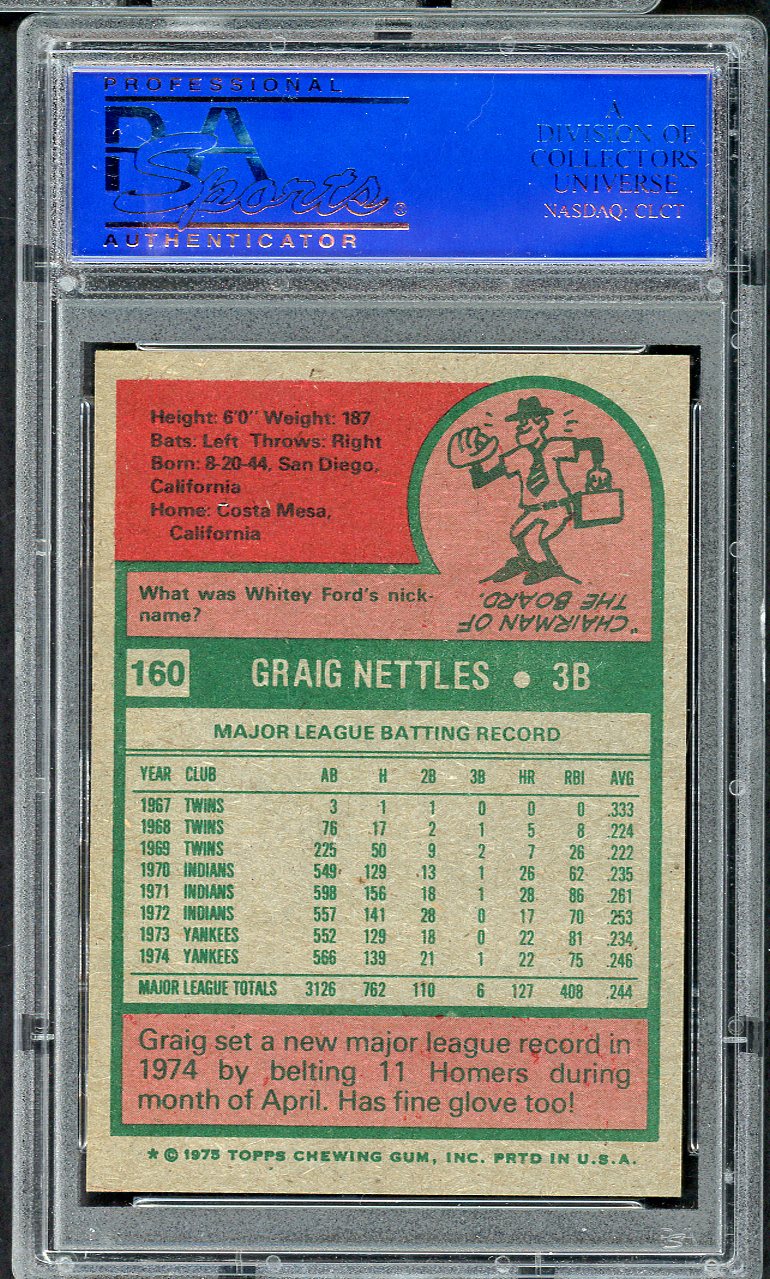 PROFESSIONAL
PSA
Sports®
AUTHENTICATOR
A
DIVISION OF
COLLECTORS
UNIVERSE
NASDAQ: CLCT
Height: 6'0" Weight: 187
Bats: Left Throws: Right
Born: 8-20-44, San Diego,
California
Home: Costa Mesa,
California
What was Whitey Ford's nick-
name?
"CHAIRMAN OF
THE BOARD.
160 GRAIG NETTLES • 3B
MAJOR LEAGUE BATTING RECORD
YEAR CLUB AB H 2B 3B HR RBI AVG
1967 TWINS 3 1 1 0 0 0 .333
1968 TWINS 76 17 2 1 5 8 .224
1969 TWINS 225 50 9 2 7 26 .222
1970 INDIANS 549 129 13 1 26 62 .235
1971 INDIANS 598 156 18 1 28 86 .261
1972 INDIANS 557 141 28 0 17 70 .253
1973 YANKEES 552 129 18 0 22 81 .234
1974 YANKEES 566 139 21 1 22 75 .246
MAJOR LEAGUE TOTALS 3126 762 110 6 127 408 .244
Graig set a new major league record in
1974 by belting 11 Homers during
month of April. Has fine glove too!
* © 1975 TOPPS CHEWING GUM, INC. PRTD IN U.S.A.
PSA